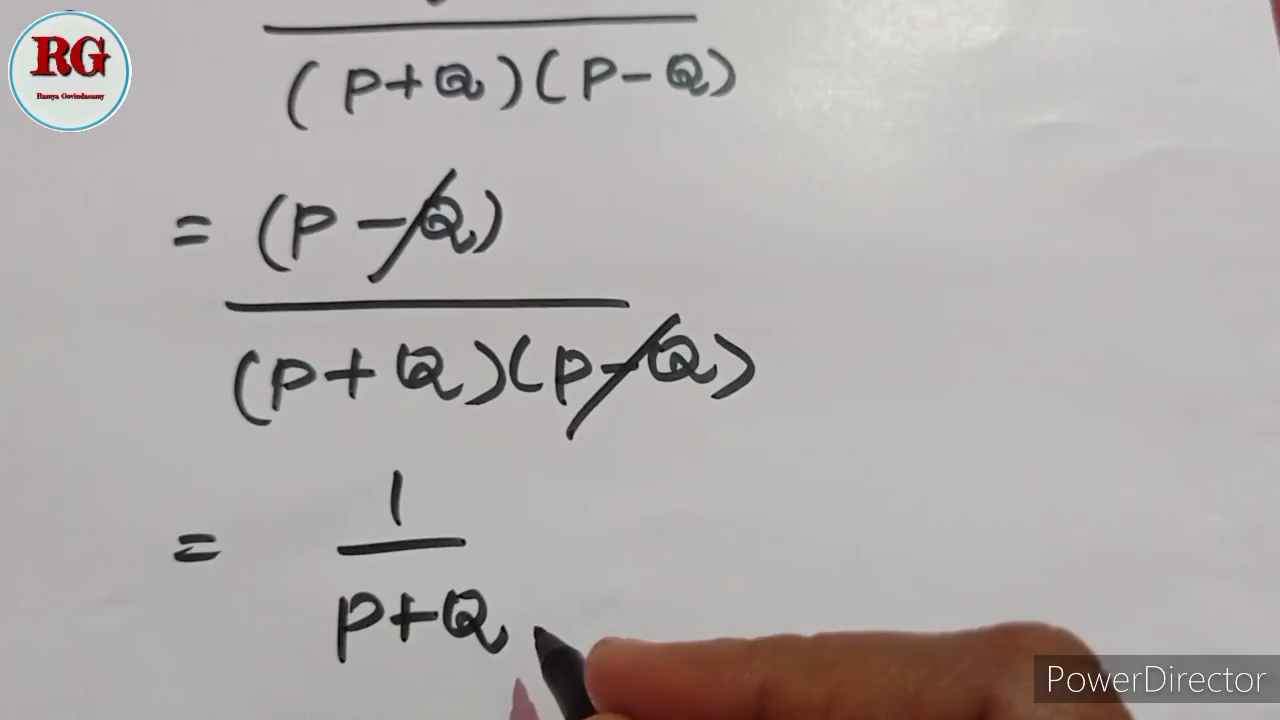 RG
Ramya Govindasamy
(P+Q)(P-Q)
= (P-Q)
(P+Q)(P-Q)
= 1
P+Q
PowerDirector